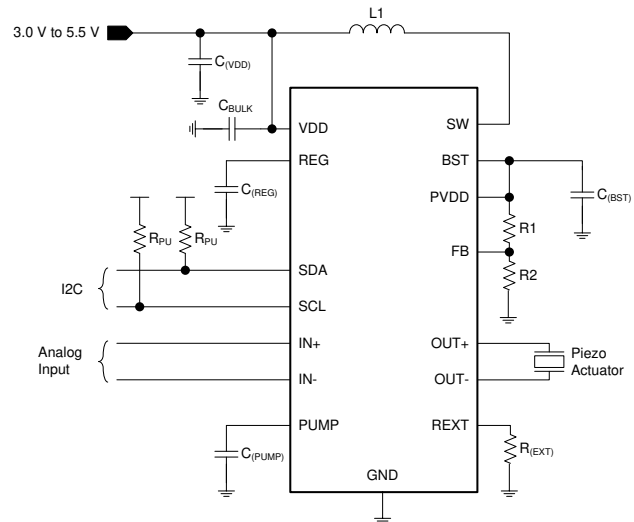 L1
3.0 V to 5.5 V
C(VDD)
CBULK
VDD
SW
REG
BST
C(REG)
PVDD
C(BST)
RPU
RPU
R1
FB
SDA
R2
I2C
SCL
IN+
OUT+
Analog
Input
Piezo
Actuator
IN-
OUT-
PUMP
REXT
C(PUMP)
R(EXT)
GND